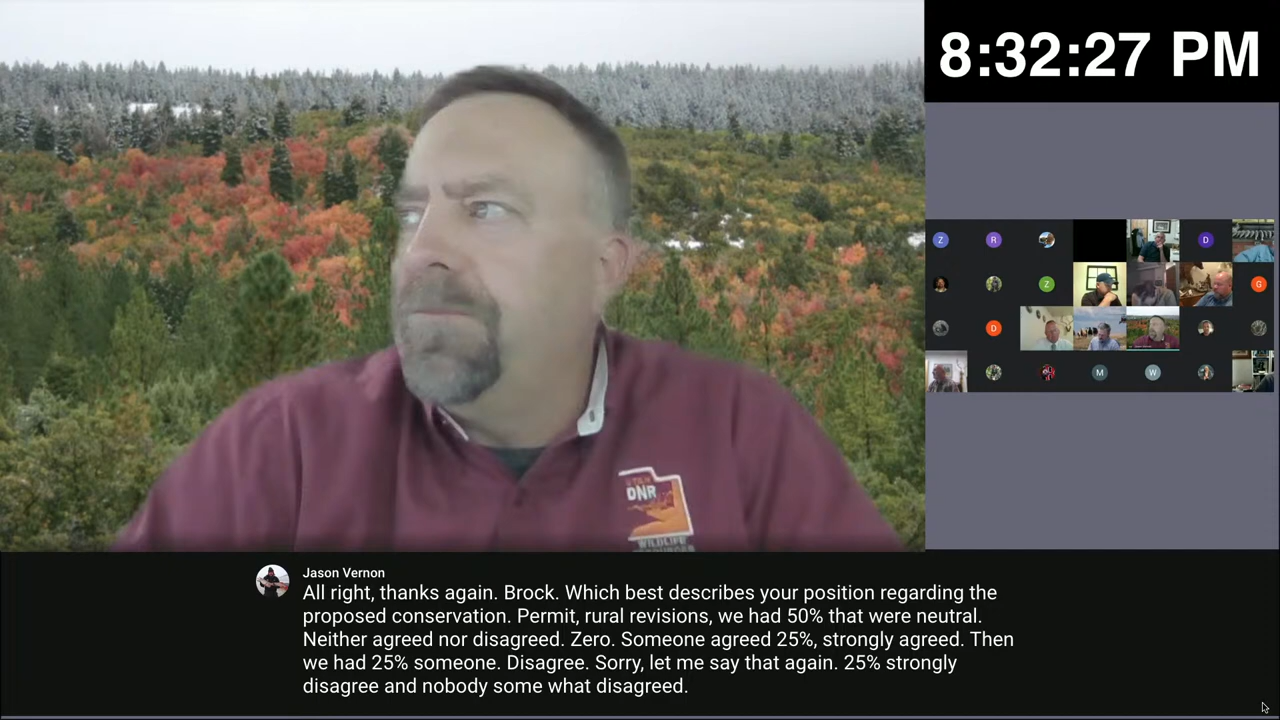 8:32:27 PM
Z
R
D
Z
G
D
M
W
UTAH
DNR
WILDLIFE
RESOURCES
Jason Vernon
All right, thanks again. Brock. Which best describes your position regarding the
proposed conservation. Permit, rural revisions, we had 50% that were neutral.
Neither agreed nor disagreed. Zero. Someone agreed 25%, strongly agreed. Then
we had 25% someone. Disagree. Sorry, let me say that again. 25% strongly
disagree and nobody some what disagreed.